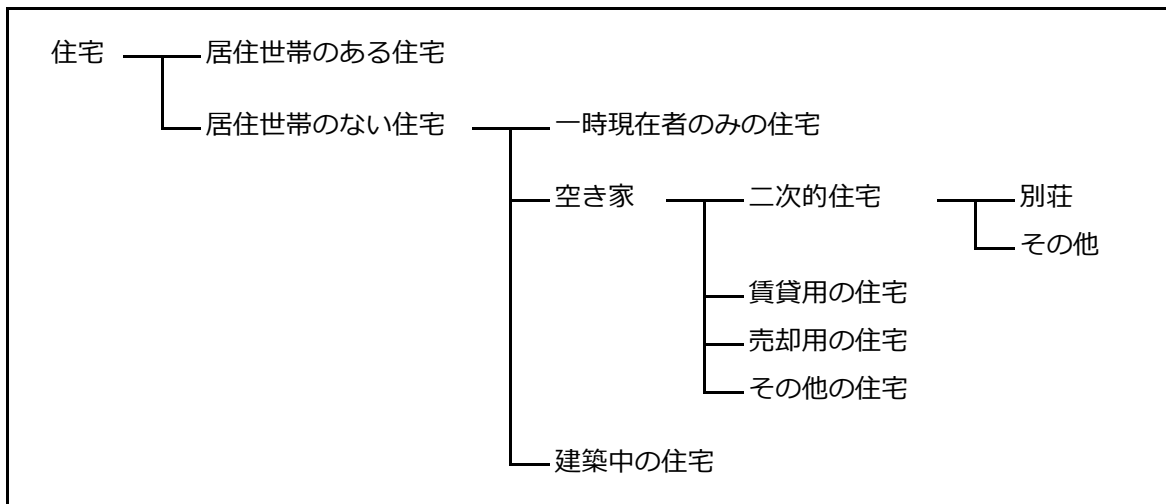 住宅 居住世帯のある住宅
居住世帯のない住宅 一時現在者のみの住宅
空き家 二次的住宅 別荘
その他
賃貸用の住宅
売却用の住宅
その他の住宅
建築中の住宅